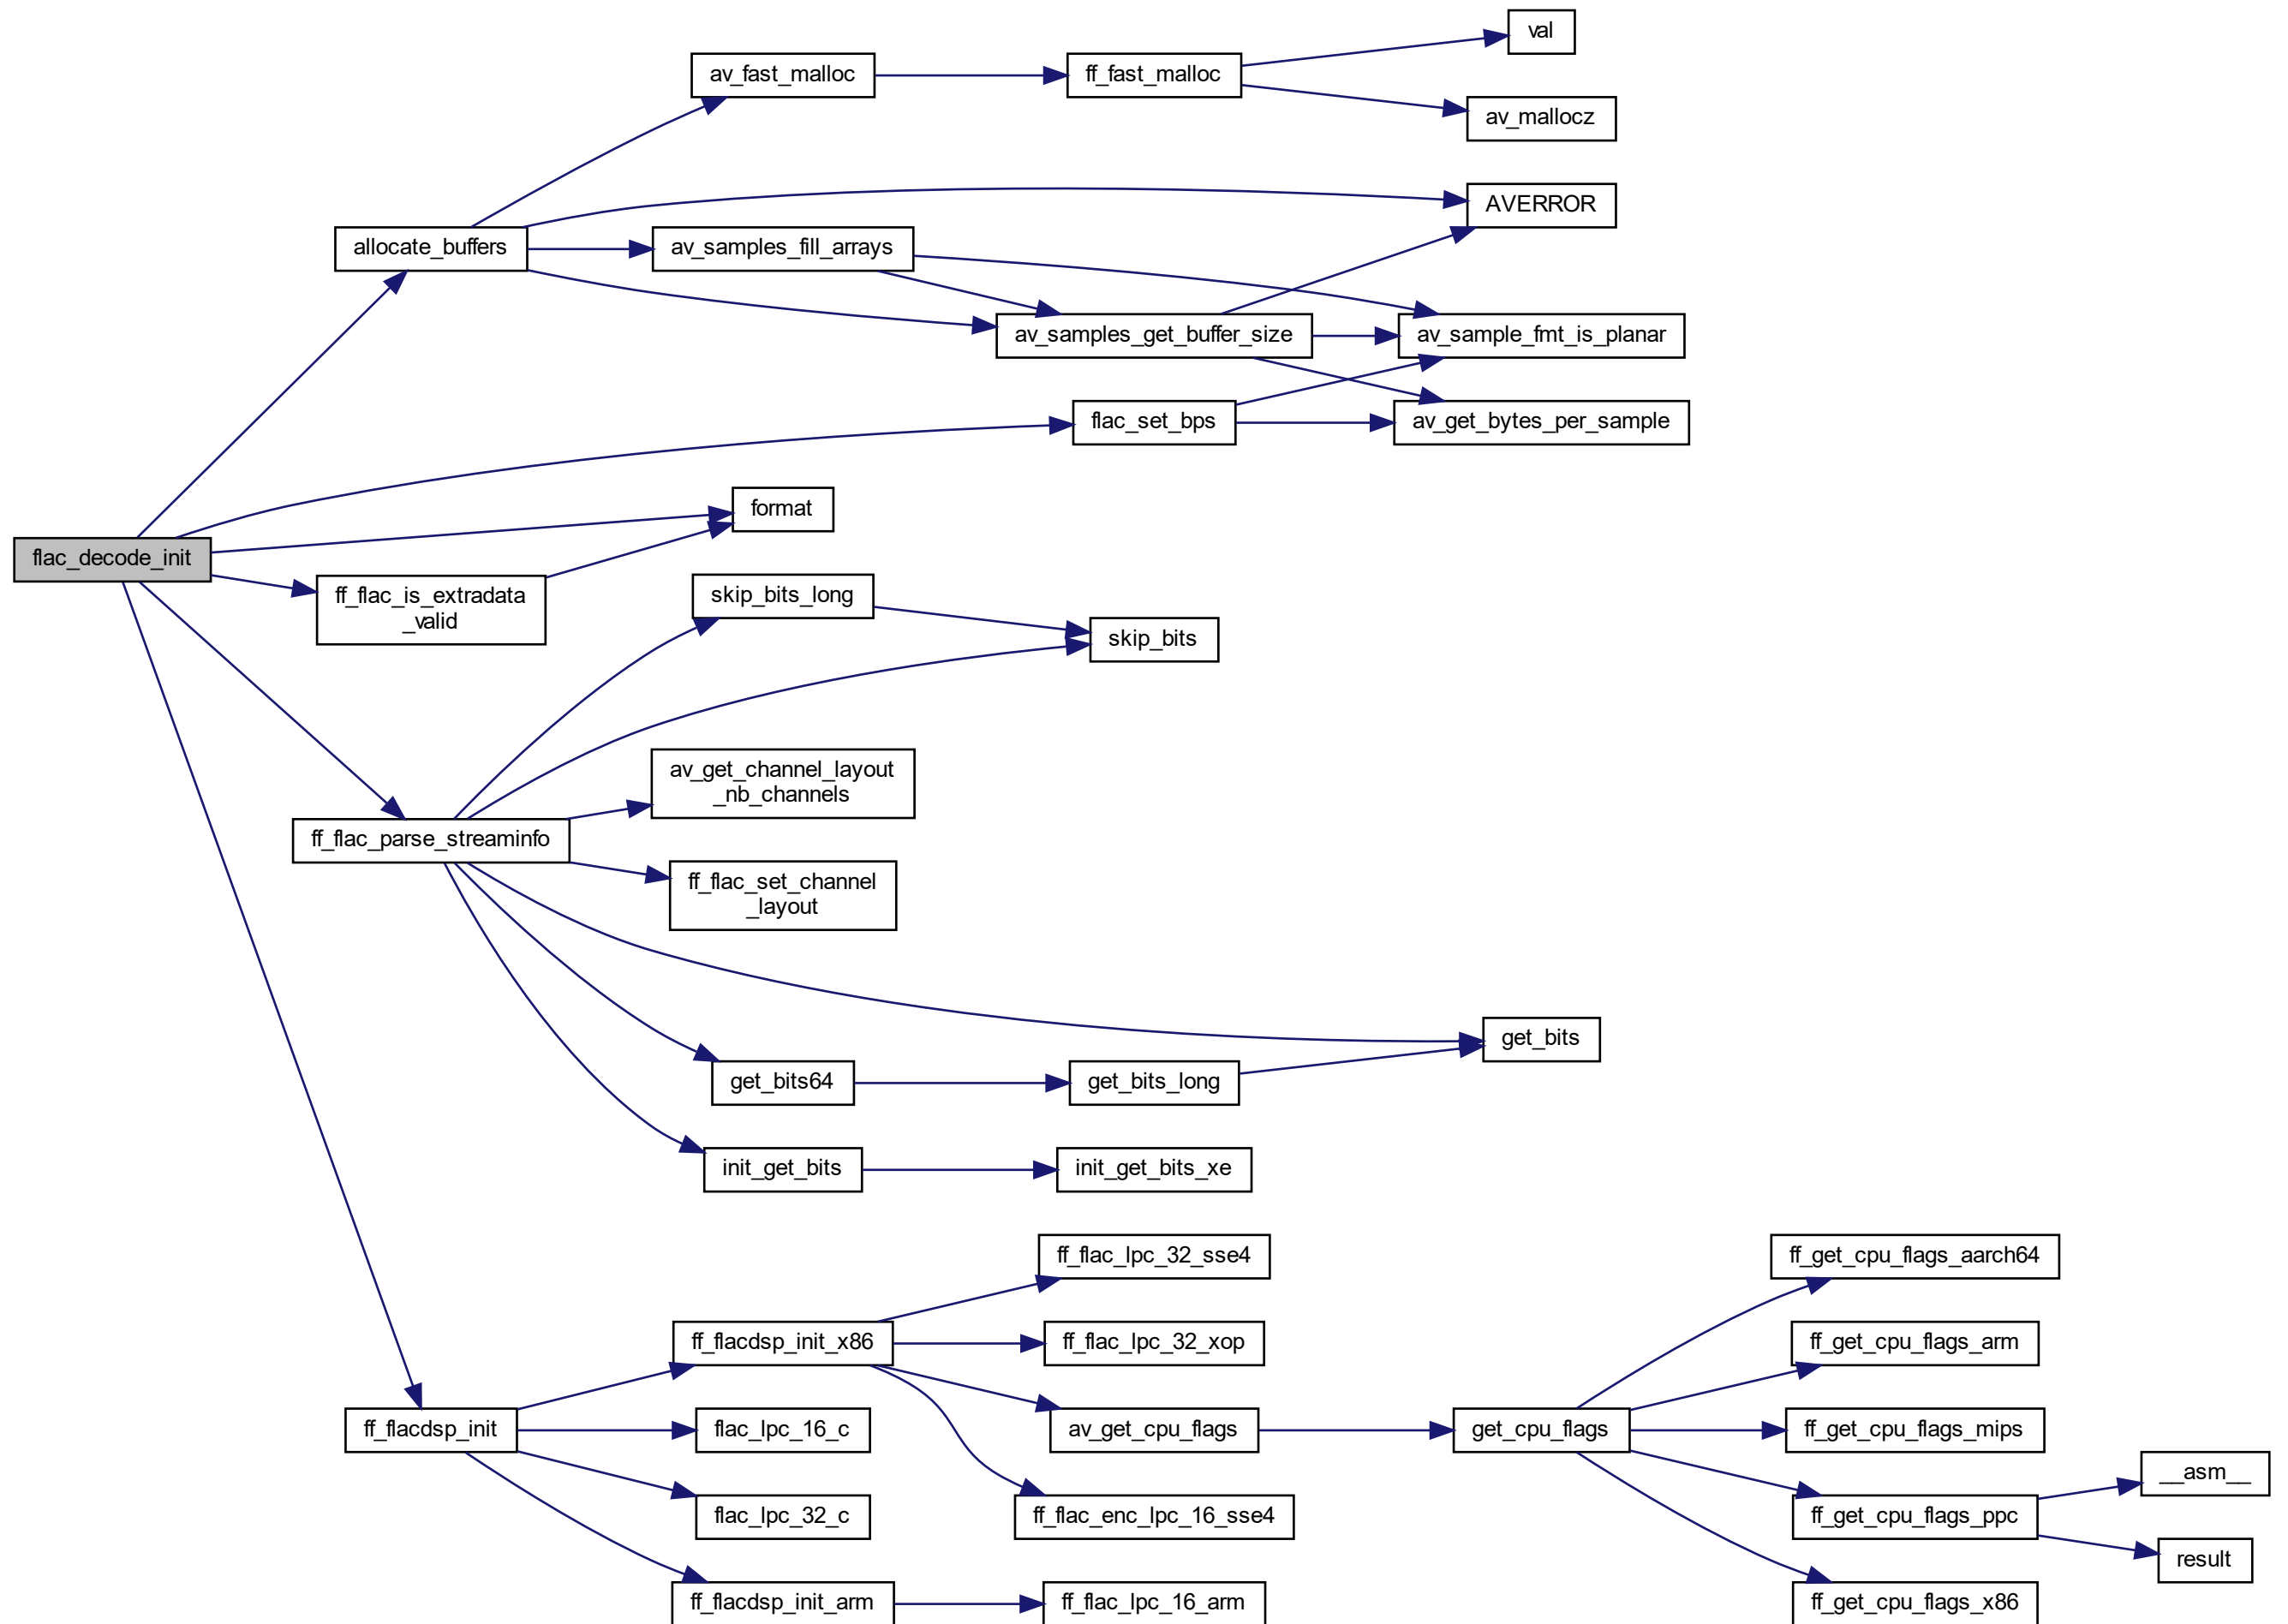 val
av_fast_malloc
ff_fast_malloc
av_mallocz
AVERROR
allocate_buffers
av_samples_fill_arrays
av_samples_get_buffer_size
av_sample_fmt_is_planar
flac_set_bps
av_get_bytes_per_sample
format
flac_decode_init
ff_flac_is_extradata
_valid
skip_bits_long
skip_bits
av_get_channel_layout
_nb_channels
ff_flac_parse_streaminfo
ff_flac_set_channel
_layout
get_bits
get_bits64
get_bits_long
init_get_bits
init_get_bits_xe
ff_flac_lpc_32_sse4
ff_get_cpu_flags_aarch64
ff_flacdsp_init_x86
ff_flac_lpc_32_xop
ff_get_cpu_flags_arm
ff_flacdsp_init
flac_lpc_16_c
av_get_cpu_flags
get_cpu_flags
ff_get_cpu_flags_mips
__asm__
flac_lpc_32_c
ff_flac_enc_lpc_16_sse4
ff_get_cpu_flags_ppc
result
ff_flacdsp_init_arm
ff_flac_lpc_16_arm
ff_get_cpu_flags_x86